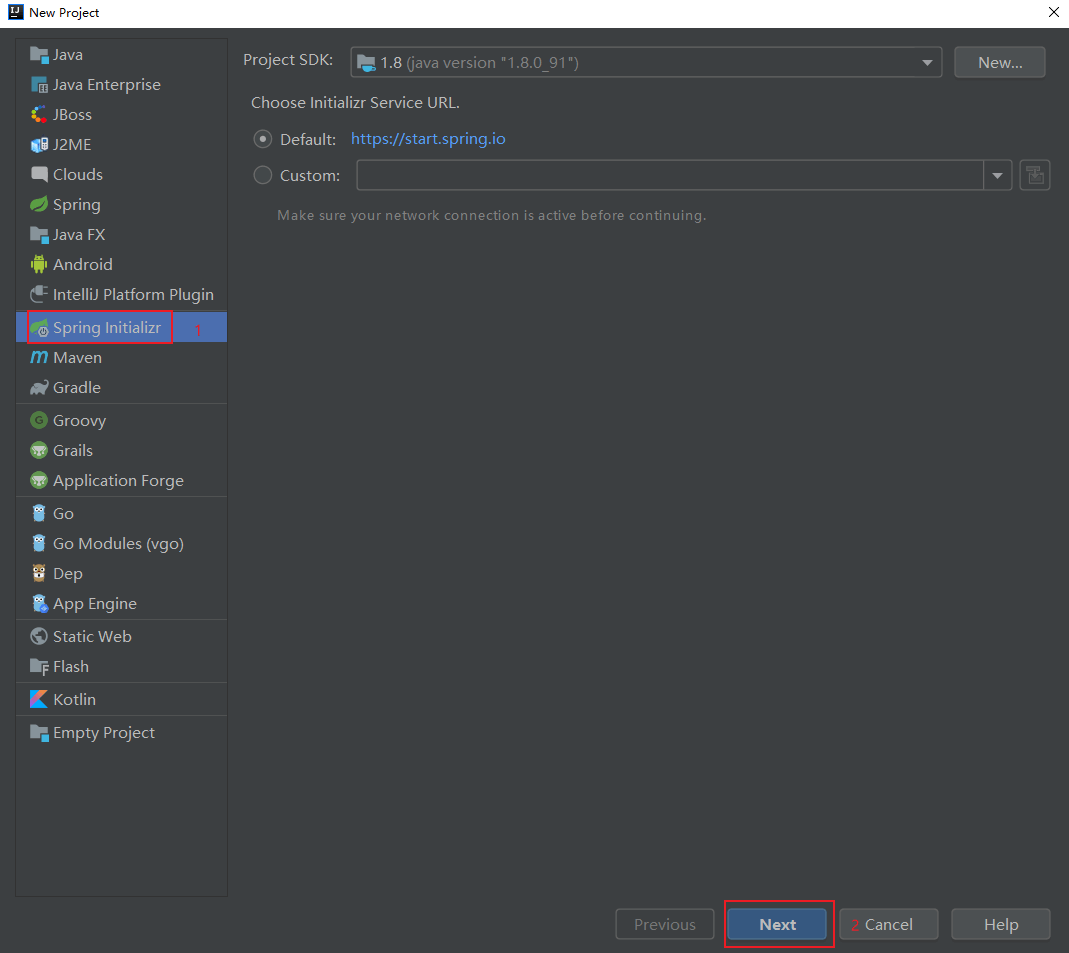 New Project
Java
Java Enterprise
JBoss
J2ME
Clouds
Spring
Java FX
Android
IntelliJ Platform Plugin
Spring Initializr 1
Maven
Gradle
Groovy
Grails
Application Forge
Go
Go Modules (vgo)
Dep
App Engine
Static Web
Flash
Kotlin
Empty Project
Project SDK: 1.8 (java version "1.8.0_91") New...
Choose Initializr Service URL.
Default: https://start.spring.io
Custom:
Make sure your network connection is active before continuing.
Previous Next 2 Cancel Help